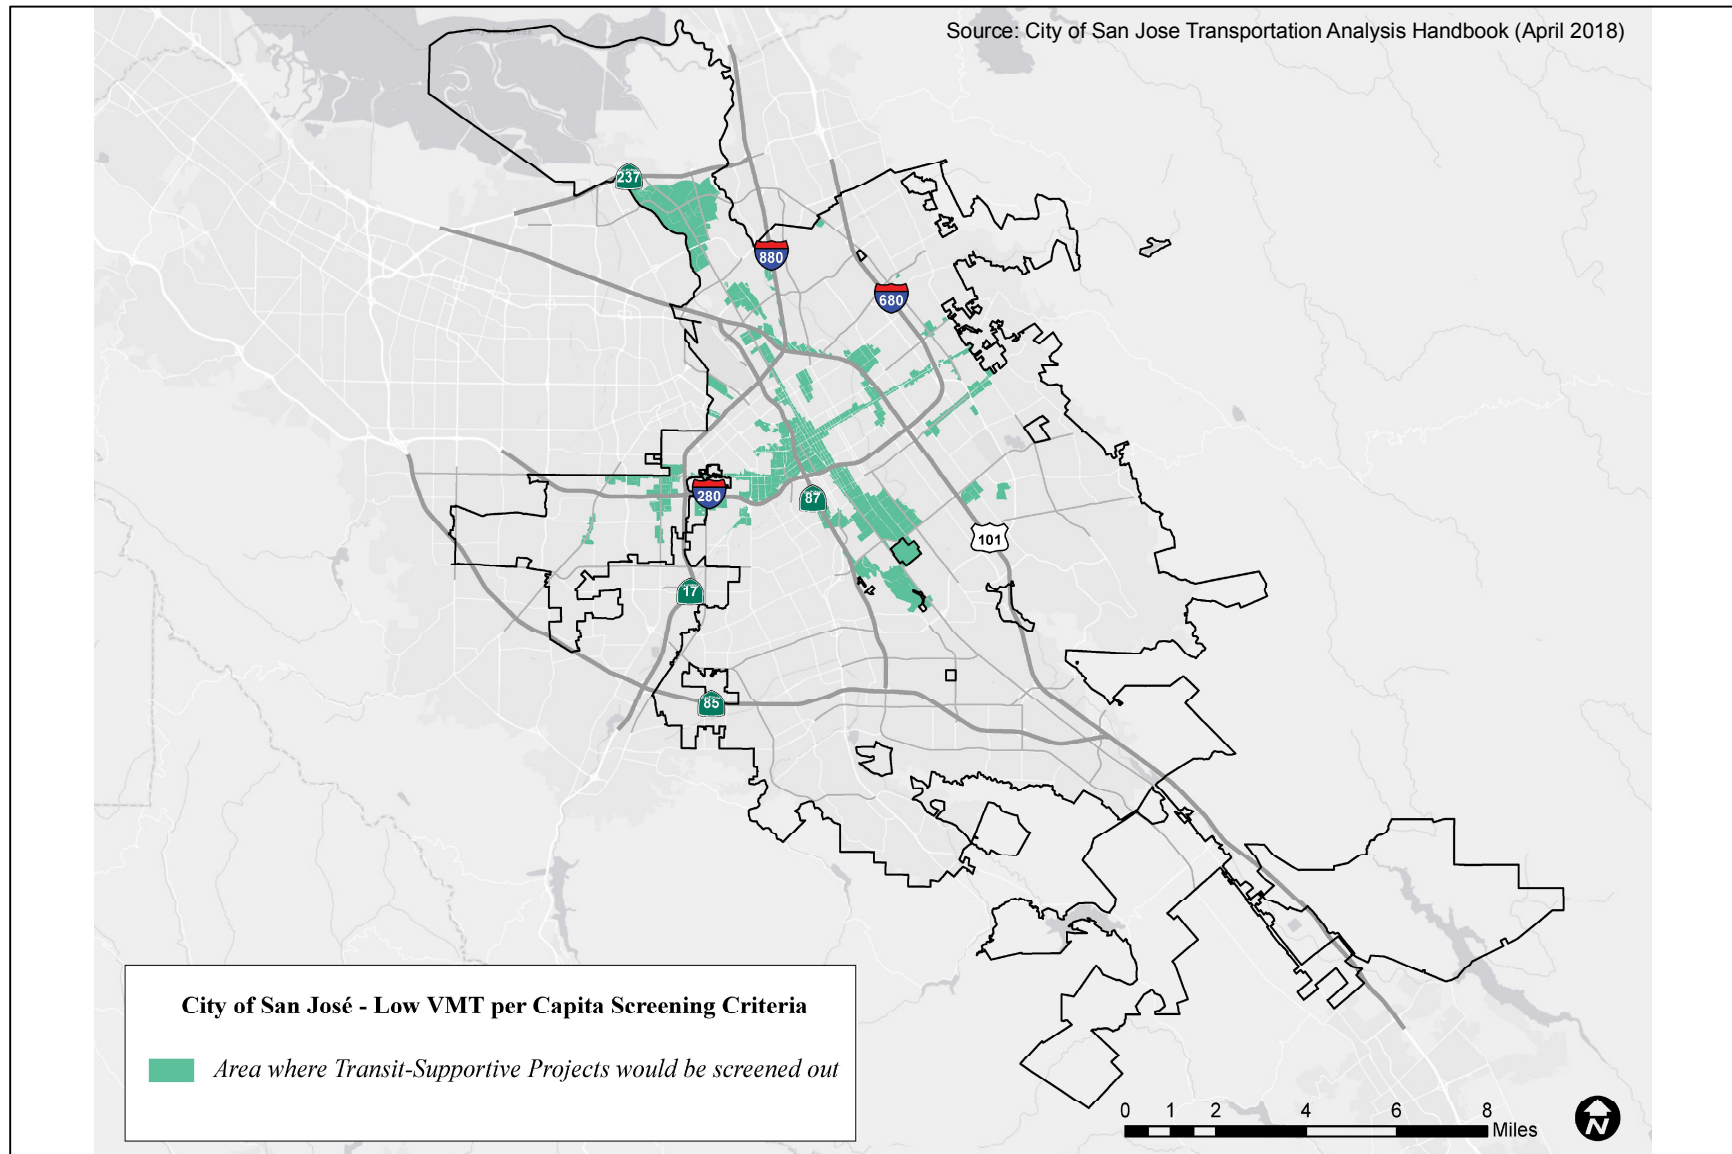 Source: City of San Jose Transportation Analysis Handbook (April 2018)
237
880
680
280
87
101
17
85
City of San José - Low VMT per Capita Screening Criteria
Area where Transit-Supportive Projects would be screened out
0 1 2 4 6 8
Miles
N